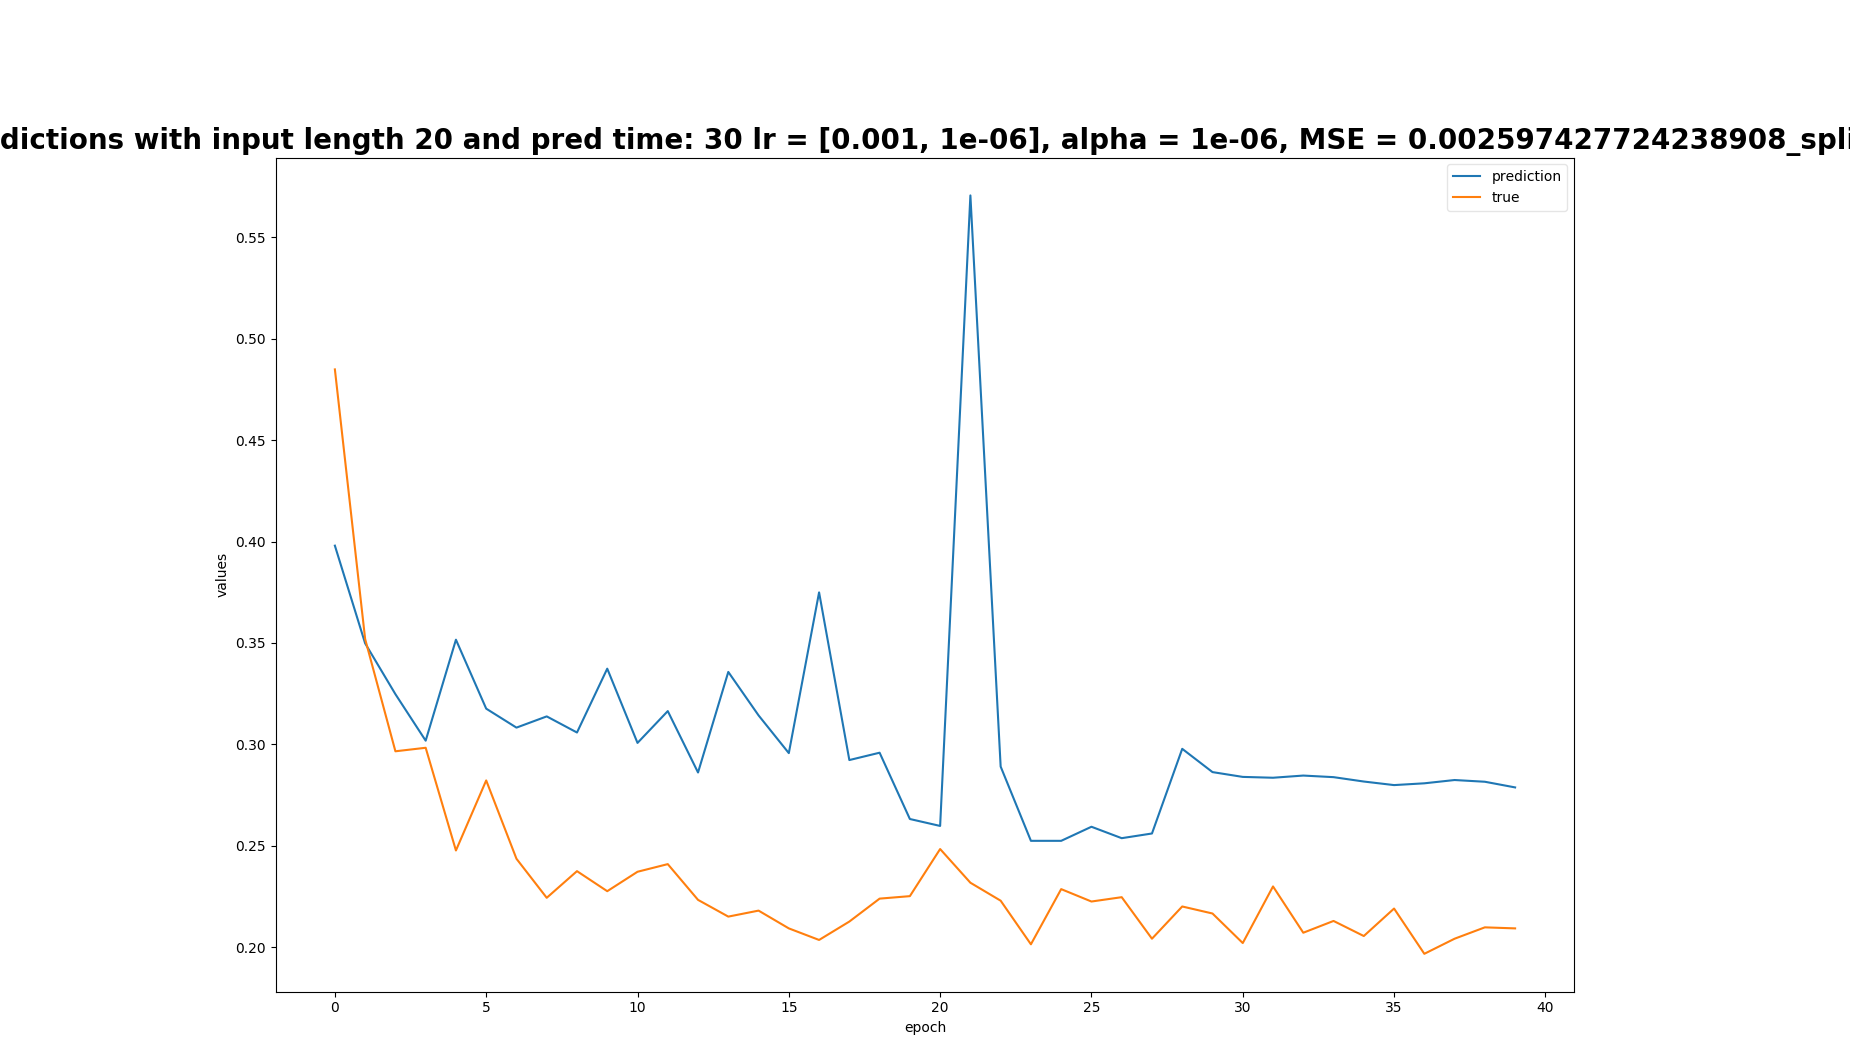 dictions with input length 20 and pred time: 30 lr = [0.001, 1e-06], alpha = 1e-06, MSE = 0.002597427724238908_spli
prediction
true
0.55
0.50
0.45
0.40
0.35
0.30
0.25
0.20
values
0 5 10 15 20 25 30 35 40
epoch